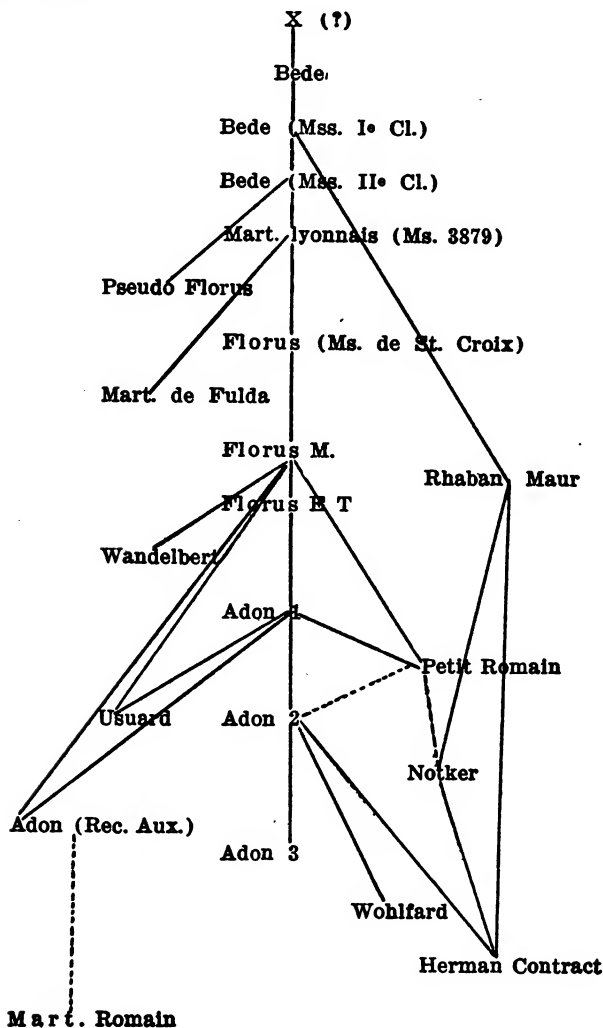 X (?)
Bede
Bede (Mss. Ie Cl.)
Bede (Mss. IIe Cl.)
Mart. lyonnais (Ms. 3879)
Pseudo Florus
Florus (Ms. de St. Croix)
Mart. de Fulda
Florus M.
Rhaban Maur
Florus E T
Wandelbert
Adon 1
Petit Romain
Usuard
Adon 2
Notker
Adon (Rec. Aux.)
Adon 3
Wohlfard
Herman Contract
Mart. Romain